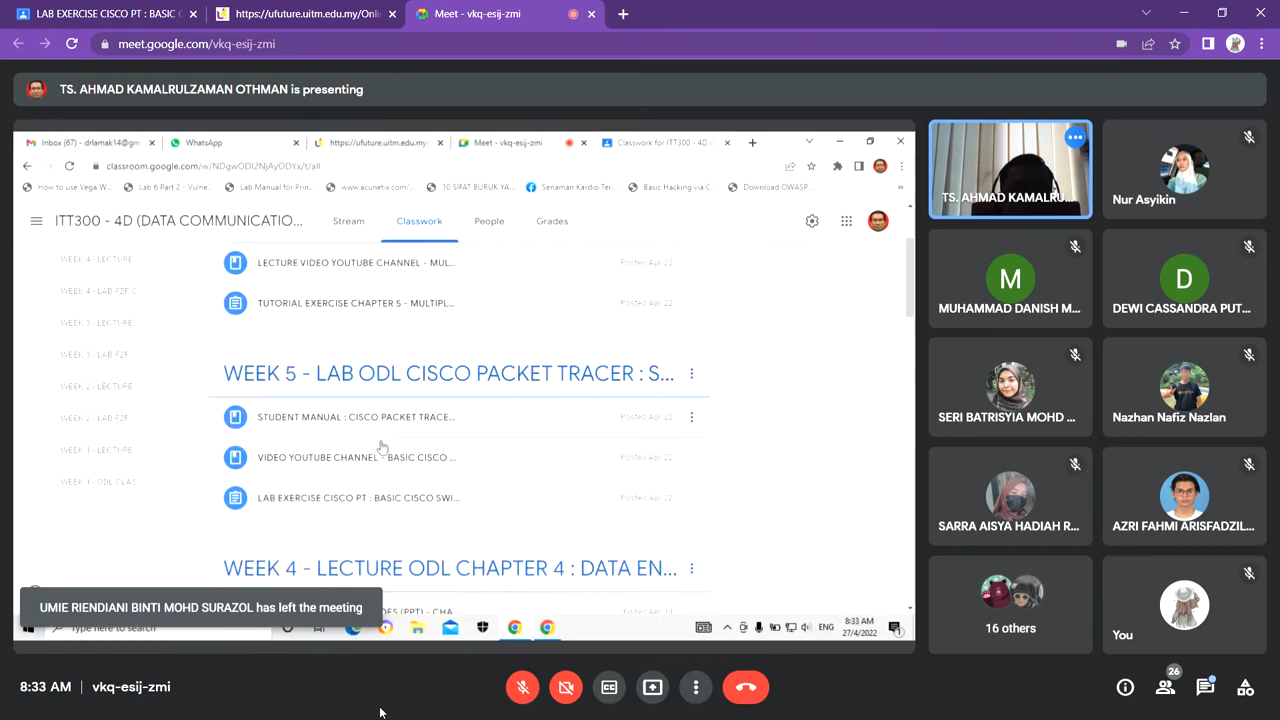 LAB EXERCISE CISCO PT : BASIC C
https://ufuture.uitm.edu.my/Onli
Meet - vkq-esij-zmi
meet.google.com/vkq-esij-zmi
TS. AHMAD KAMALRULZAMAN OTHMAN is presenting
Inbox (67) - drlamak14@gm
WhatsApp
https://ufuture.uitm.edu.my/
Meet - vkq-esij-zmi
Classwork for ITT300 - 4D (
classroom.google.com/w/NDgwODI2NjAyODYx/t/all
How to use Vega W...
Lab 6 Part 2 - Vulne...
Lab Manual for Prin...
www.acunetix.com/...
10 SIFAT BURUK YA...
Senaman Kardio Ter...
Basic Hacking via C...
Download OWASP...
ITT300 - 4D (DATA COMMUNICATIO...
Stream
Classwork
People
Grades
WEEK 4 - LECTURE
WEEK 4 - LAB F2F C
WEEK 3 - LECTURE
WEEK 3 - LAB F2F
WEEK 2 - LECTURE
WEEK 2 - LAB F2F
WEEK 1 - LECTURE
WEEK 1 - ODL CLAS
LECTURE VIDEO YOUTUBE CHANNEL - MUL...
Posted Apr 22
TUTORIAL EXERCISE CHAPTER 5 - MULTIPL...
Posted Apr 22
WEEK 5 - LAB ODL CISCO PACKET TRACER : S...
STUDENT MANUAL : CISCO PACKET TRACE...
Posted Apr 22
VIDEO YOUTUBE CHANNEL - BASIC CISCO ...
Posted Apr 22
LAB EXERCISE CISCO PT : BASIC CISCO SWI...
Posted Apr 22
WEEK 4 - LECTURE ODL CHAPTER 4 : DATA EN...
DES (PPT) - CHA
UMIE RIENDIANI BINTI MOHD SURAZOL has left the meeting
Type here to search
ENG
8:33 AM
27/4/2022
1
TS. AHMAD KAMALRU...
Nur Asyikin
M
MUHAMMAD DANISH M...
D
DEWI CASSANDRA PUT...
SERI BATRISYIA MOHD ...
Nazhan Nafiz Nazlan
SARRA AISYA HADIAH R...
AZRI FAHMI ARISFADZIL...
16 others
You
8:33 AM
vkq-esij-zmi
26